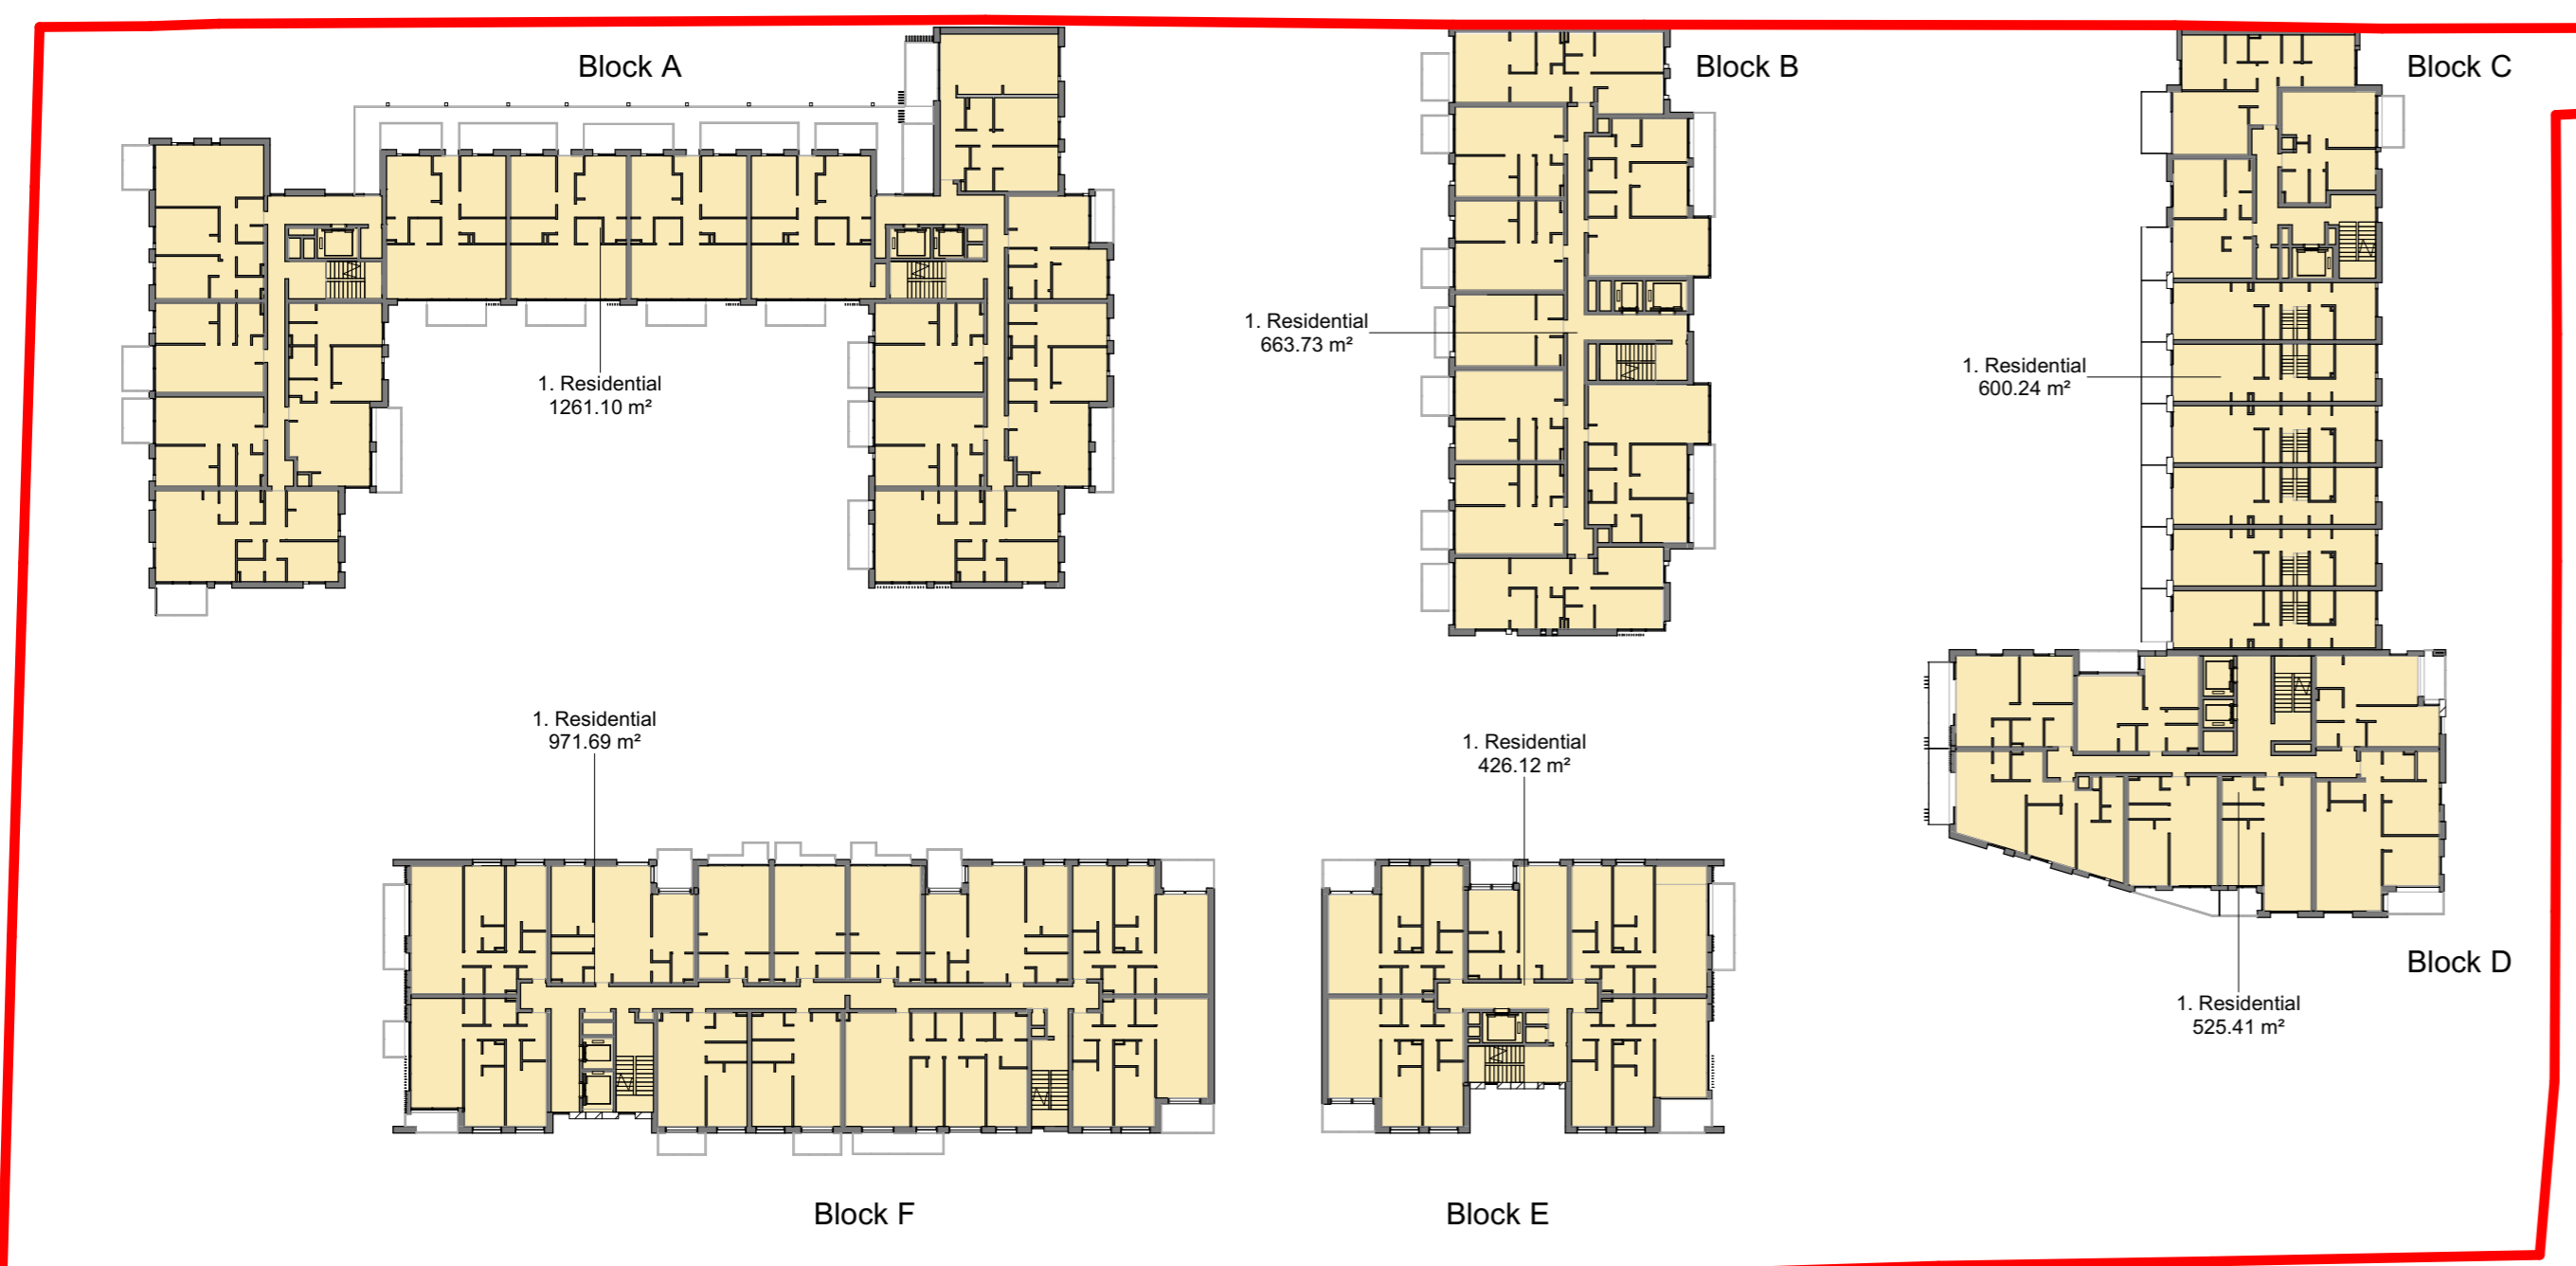 Block A
Block B
Block C
1. Residential
663.73 m²
1. Residential
600.24 m²
1. Residential
1261.10 m²
1. Residential
971.69 m²
1. Residential
426.12 m²
Block D
1. Residential
525.41 m²
Block F
Block E